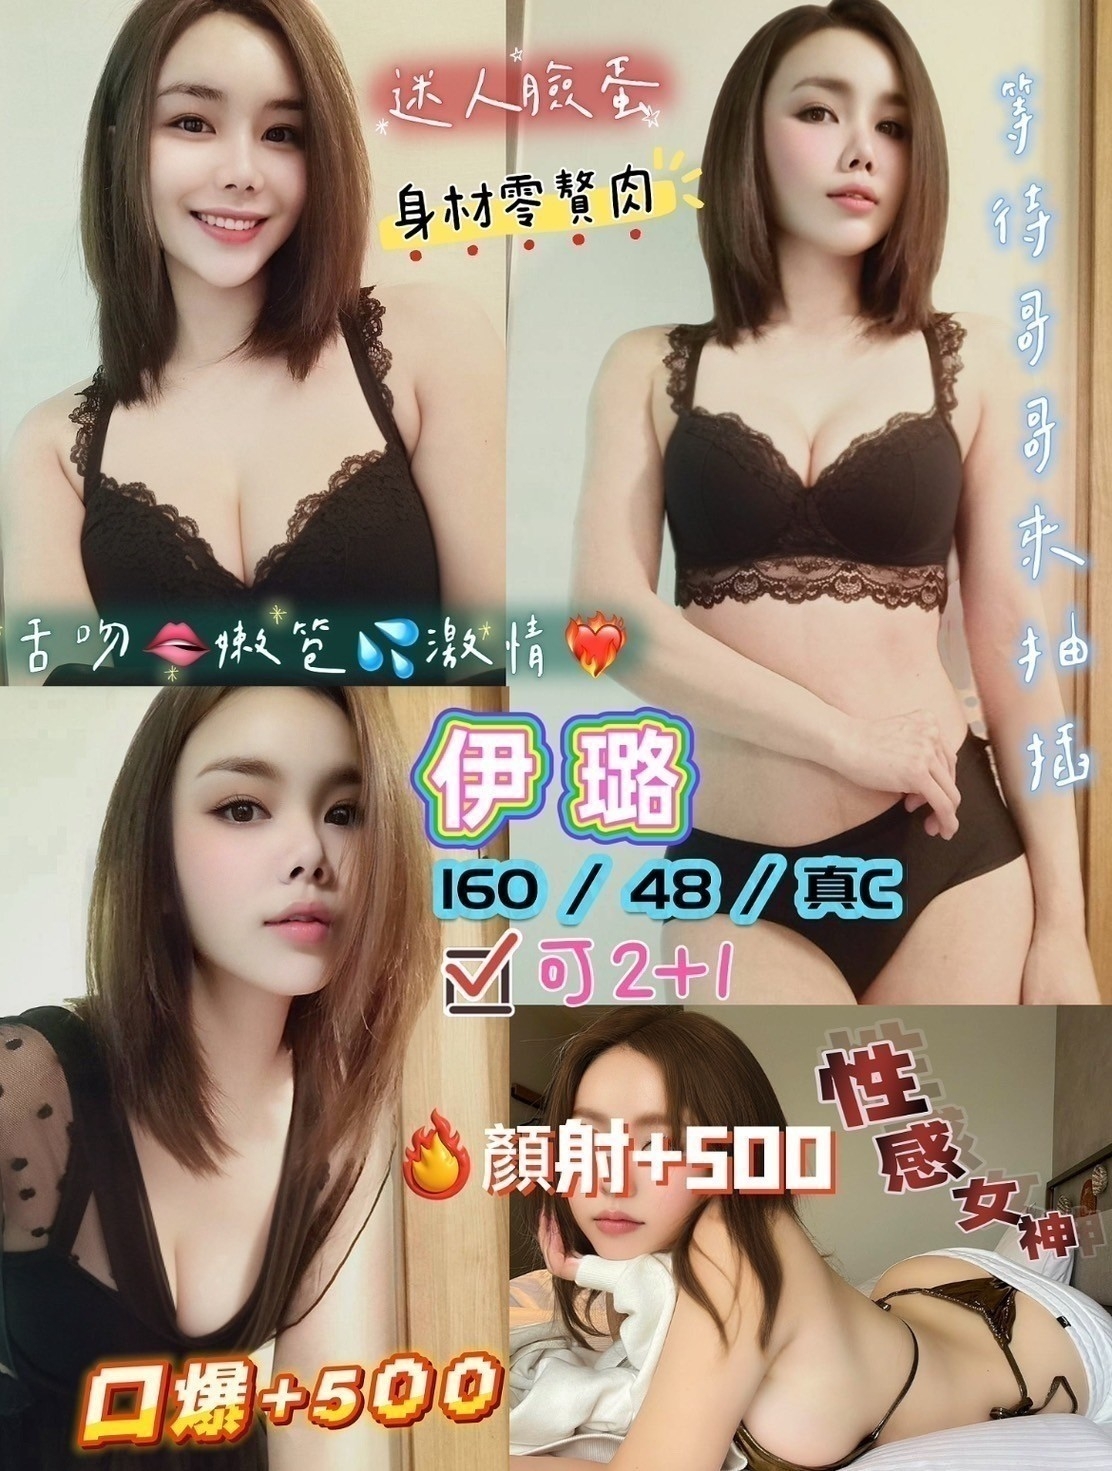 迷人臉蛋
身材零贅肉
等待哥哥來抽插
舌吻💋嫩笣💦激情❤️‍🔥
伊璐
160 / 48 / 真C
☑可2+1
🔥顏射+500
性感女神
口爆+500